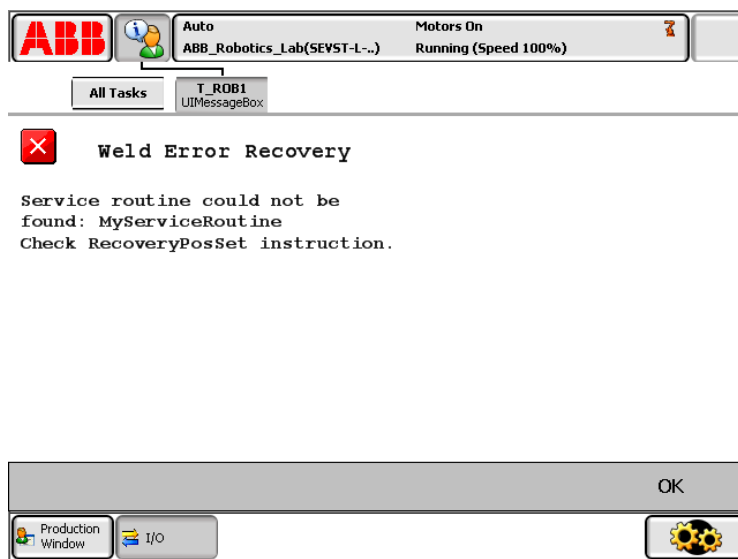 ABB
Auto
Motors On
ABB_Robotics_Lab(SEVST-L-..)
Running (Speed 100%)
All Tasks
T_ROB1
UIMessageBox
Weld Error Recovery
Service routine could not be
found: MyServiceRoutine
Check RecoveryPosSet instruction.
OK
Production
Window
I/O